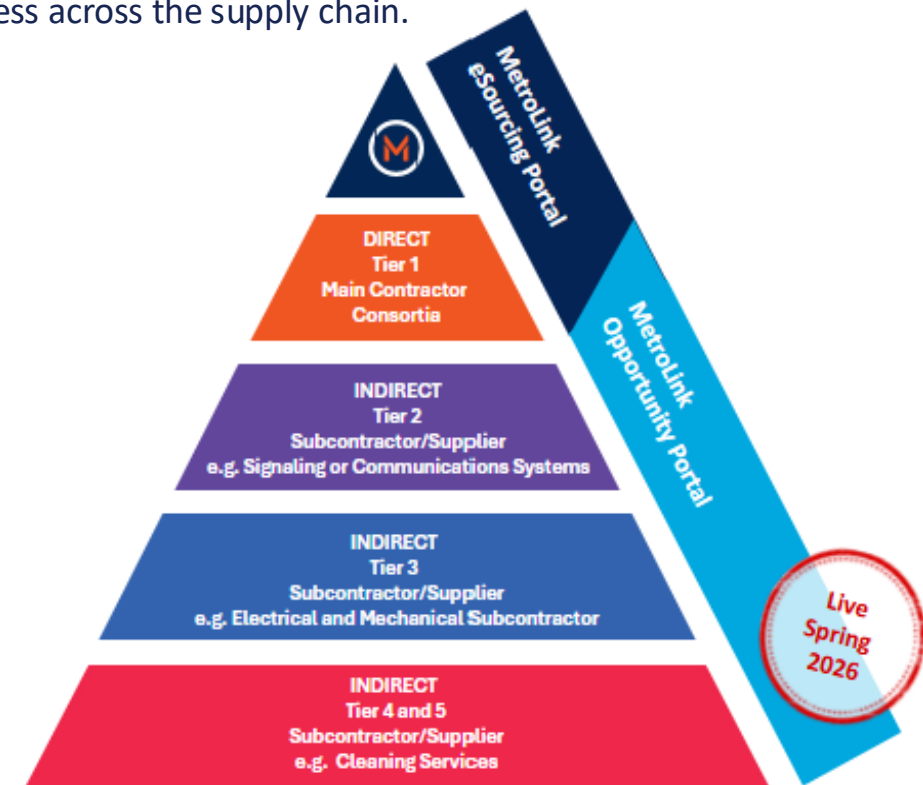 ess across the supply chain.
M
MetroLink
eSourcing Portal
DIRECT
Tier 1
Main Contractor
Consortia
MetroLink
Opportunity Portal
INDIRECT
Tier 2
Subcontractor/Supplier
e.g. Signaling or Communications Systems
INDIRECT
Tier 3
Subcontractor/Supplier
e.g. Electrical and Mechanical Subcontractor
Live
Spring
2026
INDIRECT
Tier 4 and 5
Subcontractor/Supplier
e.g. Cleaning Services